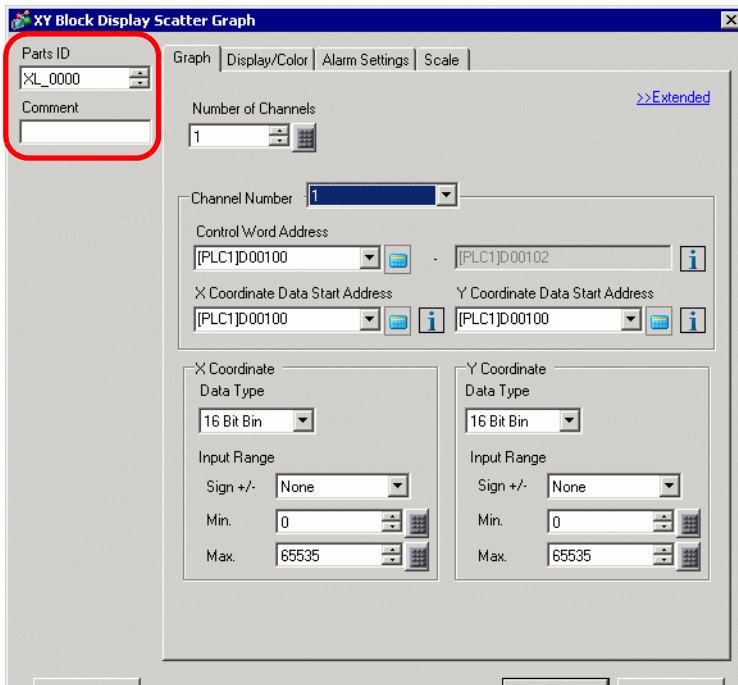 XY Block Display Scatter Graph
Parts ID
XL_0000
Comment
Graph Display/Color Alarm Settings Scale
>>Extended
Number of Channels
1
Channel Number 1
Control Word Address
[PLC1]D00100 - [PLC1]D00102
X Coordinate Data Start Address Y Coordinate Data Start Address
[PLC1]D00100 [PLC1]D00100
X Coordinate Y Coordinate
Data Type Data Type
16 Bit Bin 16 Bit Bin
Input Range Input Range
Sign +/- None Sign +/- None
Min. 0 Min. 0
Max. 65535 Max. 65535